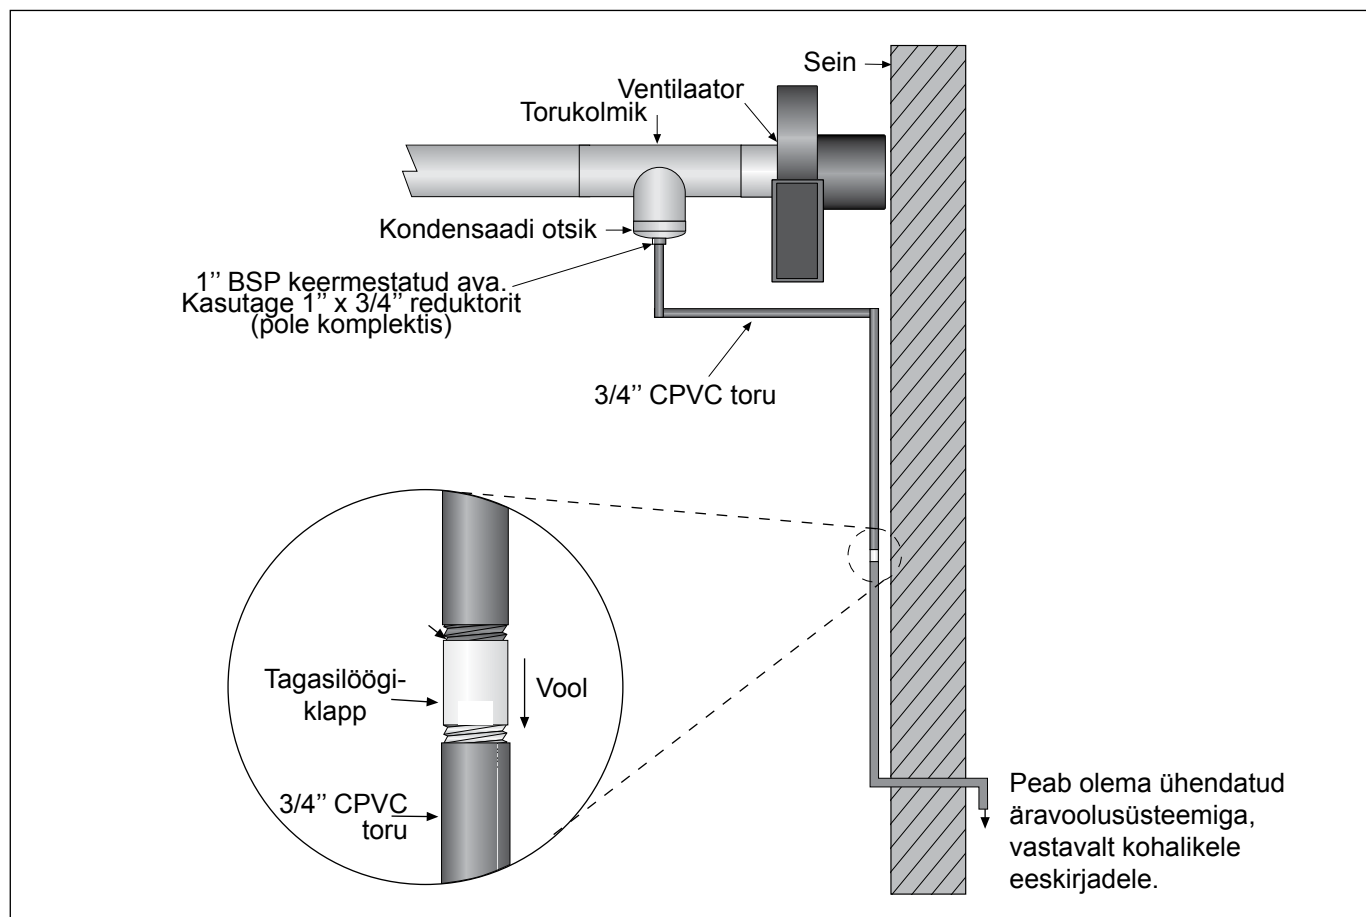 Sein
Ventilaator
Torukolmik
Kondensaadi otsik
1’’ BSP keermestatud ava.
Kasutage 1’’ x 3/4’’ reduktorit
(pole komplektis)
3/4’’ CPVC toru
Tagasilöögi-
klapp
Vool
3/4’’ CPVC
toru
Peab olema ühendatud
äravoolusüsteemiga,
vastavalt kohalikele
eeskirjadele.